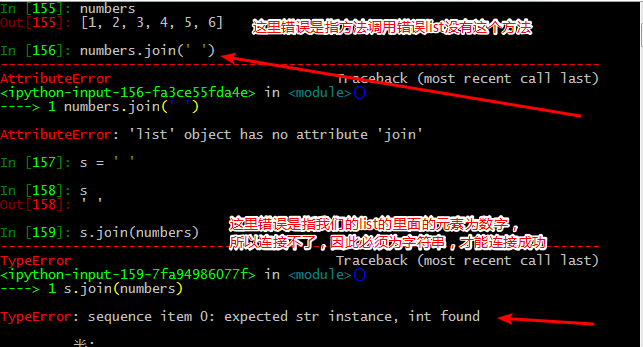 In [155]: numbers
Out[155]: [1, 2, 3, 4, 5, 6]
这里错误是指方法调用错误list没有这个方法
In [156]: numbers.join(' ')
---------------------------------------------------------------------------
AttributeError                            Traceback (most recent call last)
<ipython-input-156-fa3ce55fda4e> in <module>()
----> 1 numbers.join(' ')
AttributeError: 'list' object has no attribute 'join'
In [157]: s = ' '
In [158]: s
Out[158]: ' '
这里错误是指我们的list的里面的元素为数字，
所以连接不了，因此必须为字符串，才能连接成功
In [159]: s.join(numbers)
---------------------------------------------------------------------------
TypeError                                 Traceback (most recent call last)
<ipython-input-159-7fa94986077f> in <module>()
----> 1 s.join(numbers)
TypeError: sequence item 0: expected str instance, int found